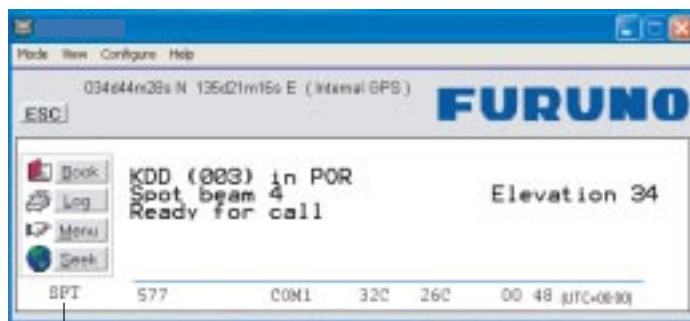 Mode View Configure Help
034d44m28s N 135d21m16s E ( Internal GPS )
ESC
FURUNO
Book
Log
Menu
Seek
KDD (003) in POR
Spot beam 4
Ready for call
Elevation 34
SPT 577 COM1 32C 26C 00 48 (UTC+00:00)